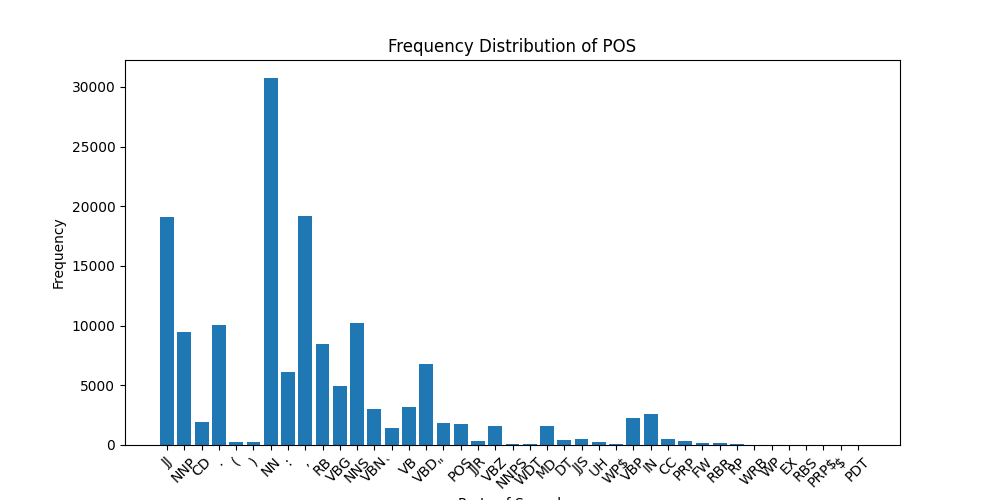 Frequency Distribution of POS
Frequency
30000
25000
20000
15000
10000
5000
0
JJ NNP CD . ( ) NN : , RB VBG NNS VBN `` VB VBD '' POS JJR VBZ NNPS WDT MD DT JJS UH WP$ VBP IN CC PRP FW RBR RP WRB WP EX RBS PRP$ $ PDT